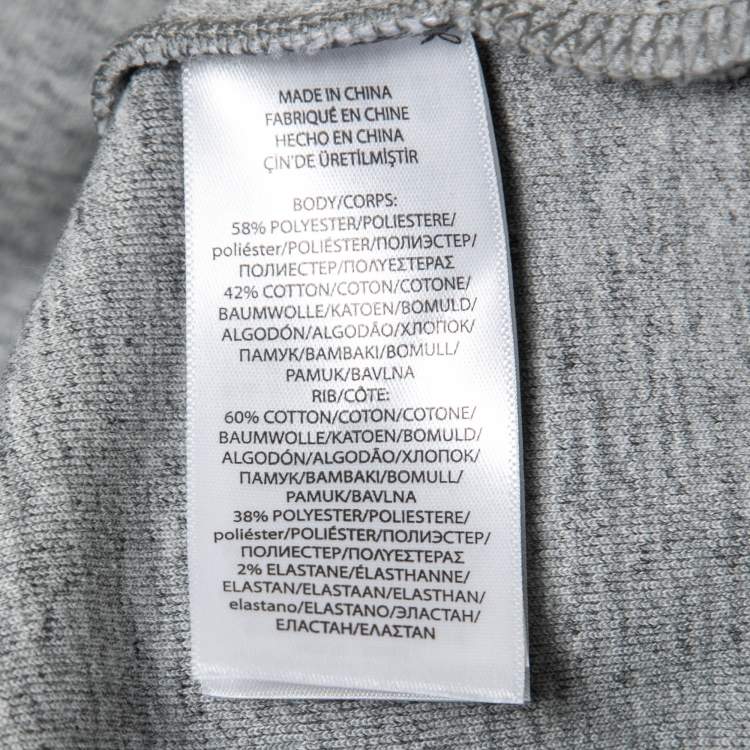 MADE IN CHINA
FABRIQUÉ EN CHINE
HECHO EN CHINA
ÇIN'DE ÜRETİLMİŞTİR
BODY/CORPS:
58% POLYESTER/POLIESTERE/
poliéster/POLIÉSTER/ПОЛИЭСТЕР/
ПОЛИЕСТЕР/ΠΟΛΥΕΣΤΕΡΑΣ
42% COTTON/COTON/COTONE/
BAUMWOLLE/KATOEN/BOMULD/
ALGODÓN/ALGODÃO/ХЛОПОК/
ПАМУК/ΒΑΜΒΑΚΙ/BOMULL/
PAMUK/BAVLNA
RIB/CÔTE:
60% COTTON/COTON/COTONE/
BAUMWOLLE/KATOEN/BOMULD/
ALGODÓN/ALGODÃO/ХЛОПОК/
ПАМУК/ΒΑΜΒΑΚΙ/BOMULL/
PAMUK/BAVLNA
38% POLYESTER/POLIESTERE/
poliéster/POLIÉSTER/ПОЛИЭСТЕР/
ПОЛИЕСТЕР/ΠΟΛΥΕΣΤΕΡΑΣ
2% ELASTANE/ÉLASTHANNE/
ELASTAN/ELASTAAN/ELASTHAN/
elastano/ELASTANO/ЭЛАСТАН/
ЕЛАСТАН/ΕΛΑΣΤΑΝ